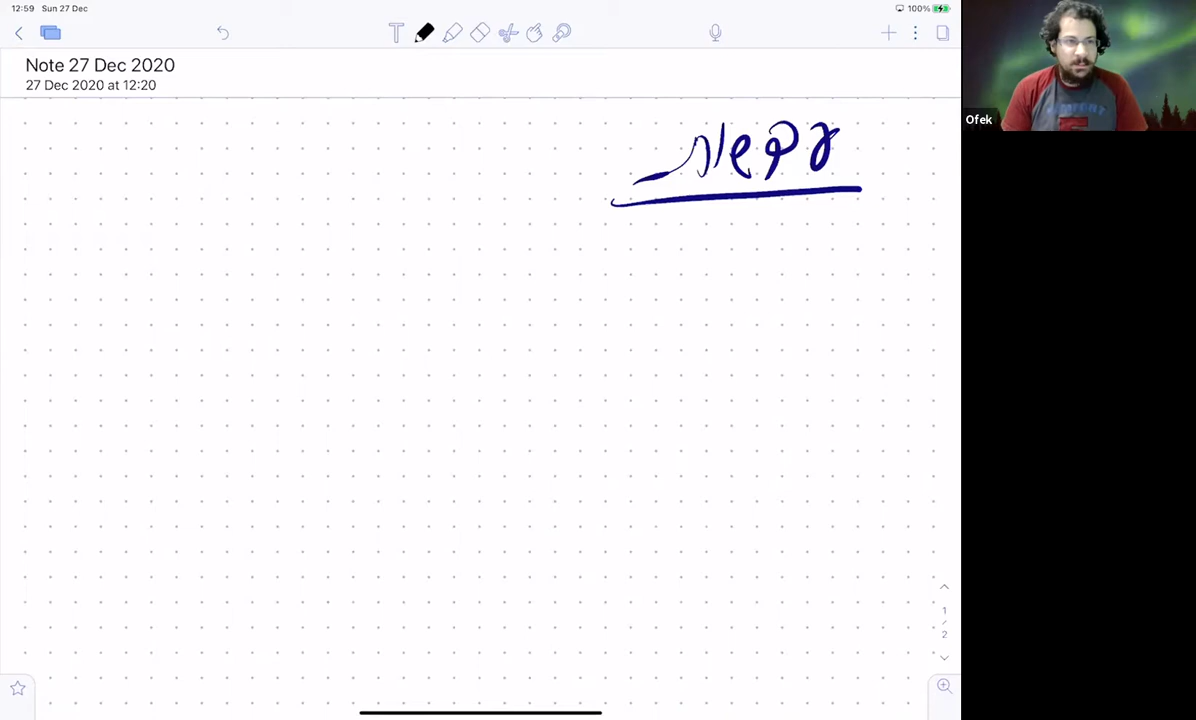 12:59 Sun 27 Dec 100%
T
Note 27 Dec 2020
27 Dec 2020 at 12:20
עקשות
Ofek
1
/
2